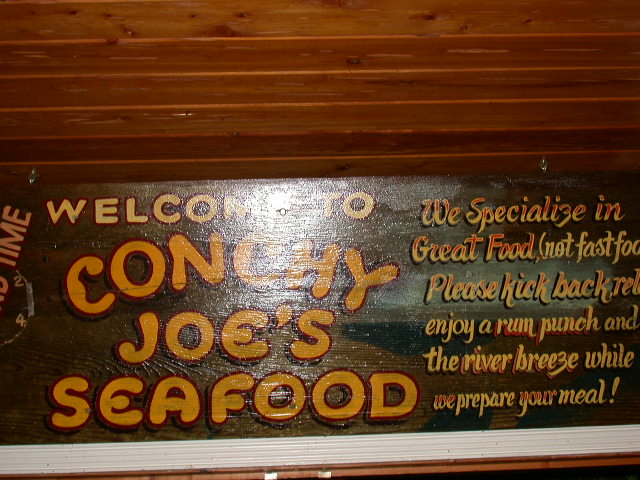 WELCOME TO
CONCHY
JOE'S
SEAFOOD
We Specialize in
Great Food, (not fast foo
Please kick back, rel
enjoy a rum punch and
the river breeze while
we prepare your meal!
TIME